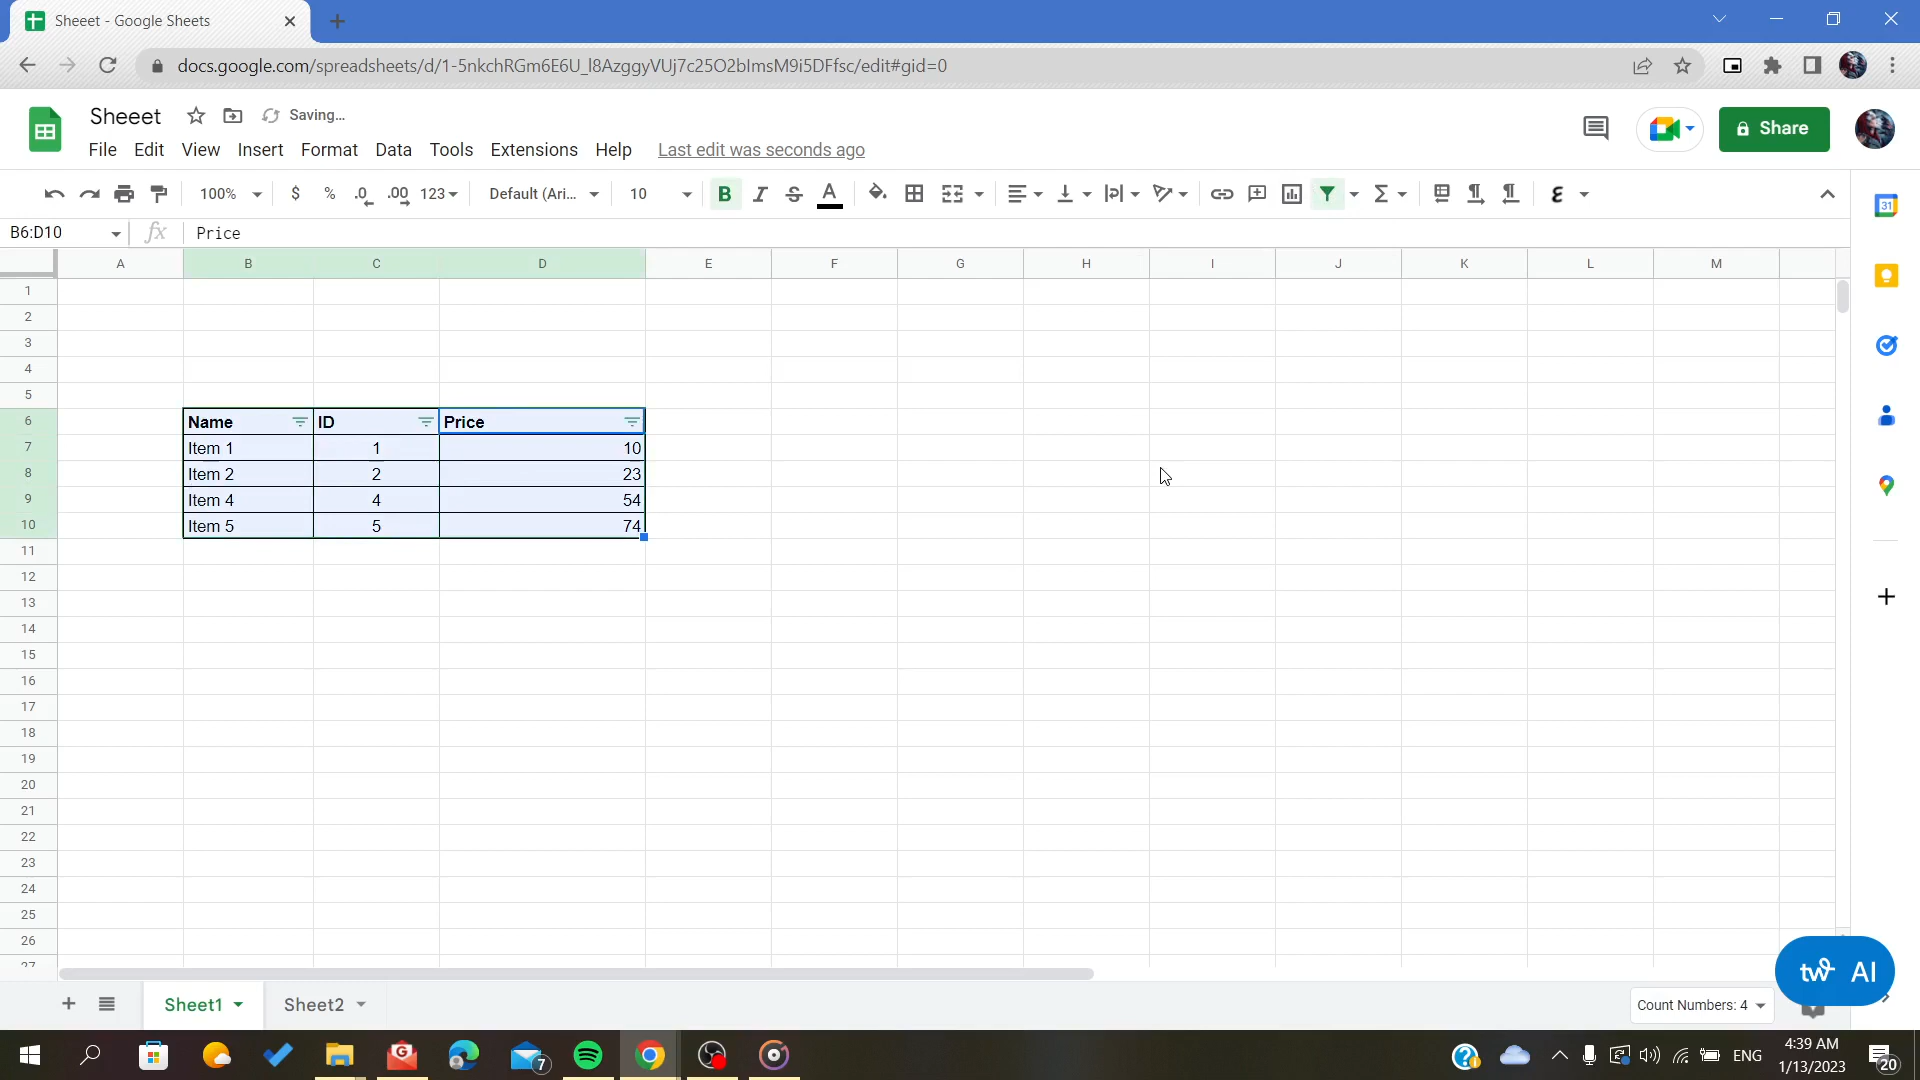 Sheeet - Google Sheets
docs.google.com/spreadsheets/d/1-5nkchRGm6E6U_l8AzggyVUj7c25O2bImsM9i5DFfsc/edit#gid=0
Sheeet Saving...
Share
File Edit View Insert Format Data Tools Extensions Help Last edit was seconds ago
100% $ % .0 .00 123 Default (Ari... 10 B I S A
B6:D10 fx Price
A B C D E F G H I J K L M
1
2
3
4
5
6 Name ID Price
7 Item 1 1 10
8 Item 2 2 23
9 Item 4 4 54
10 Item 5 5 74
11
12
13
14
15
16
17
18
19
20
21
22
23
24
25
26
27
AI
Sheet1 Sheet2 Count Numbers: 4
7 ENG 4:39 AM
1/13/2023 20
31